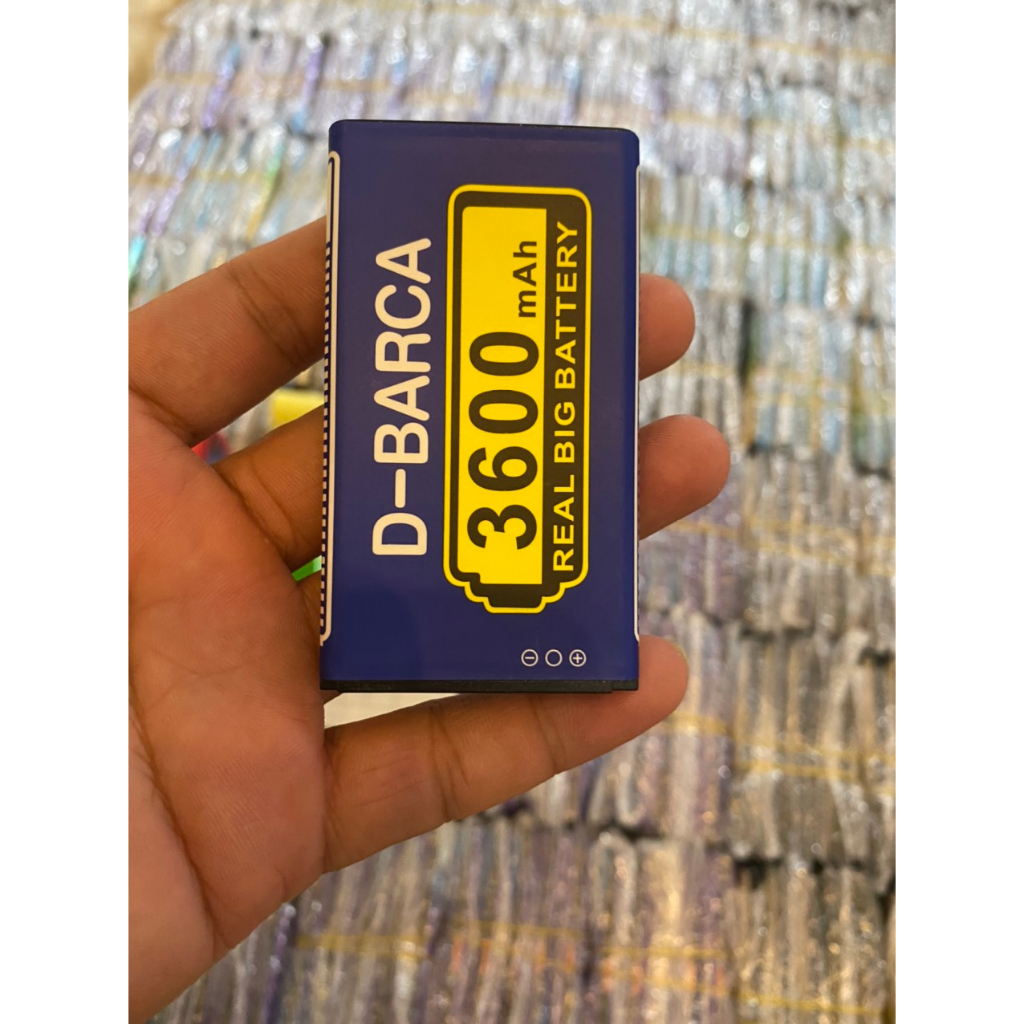 D-BARCA
3600 mAh
REAL BIG BATTERY